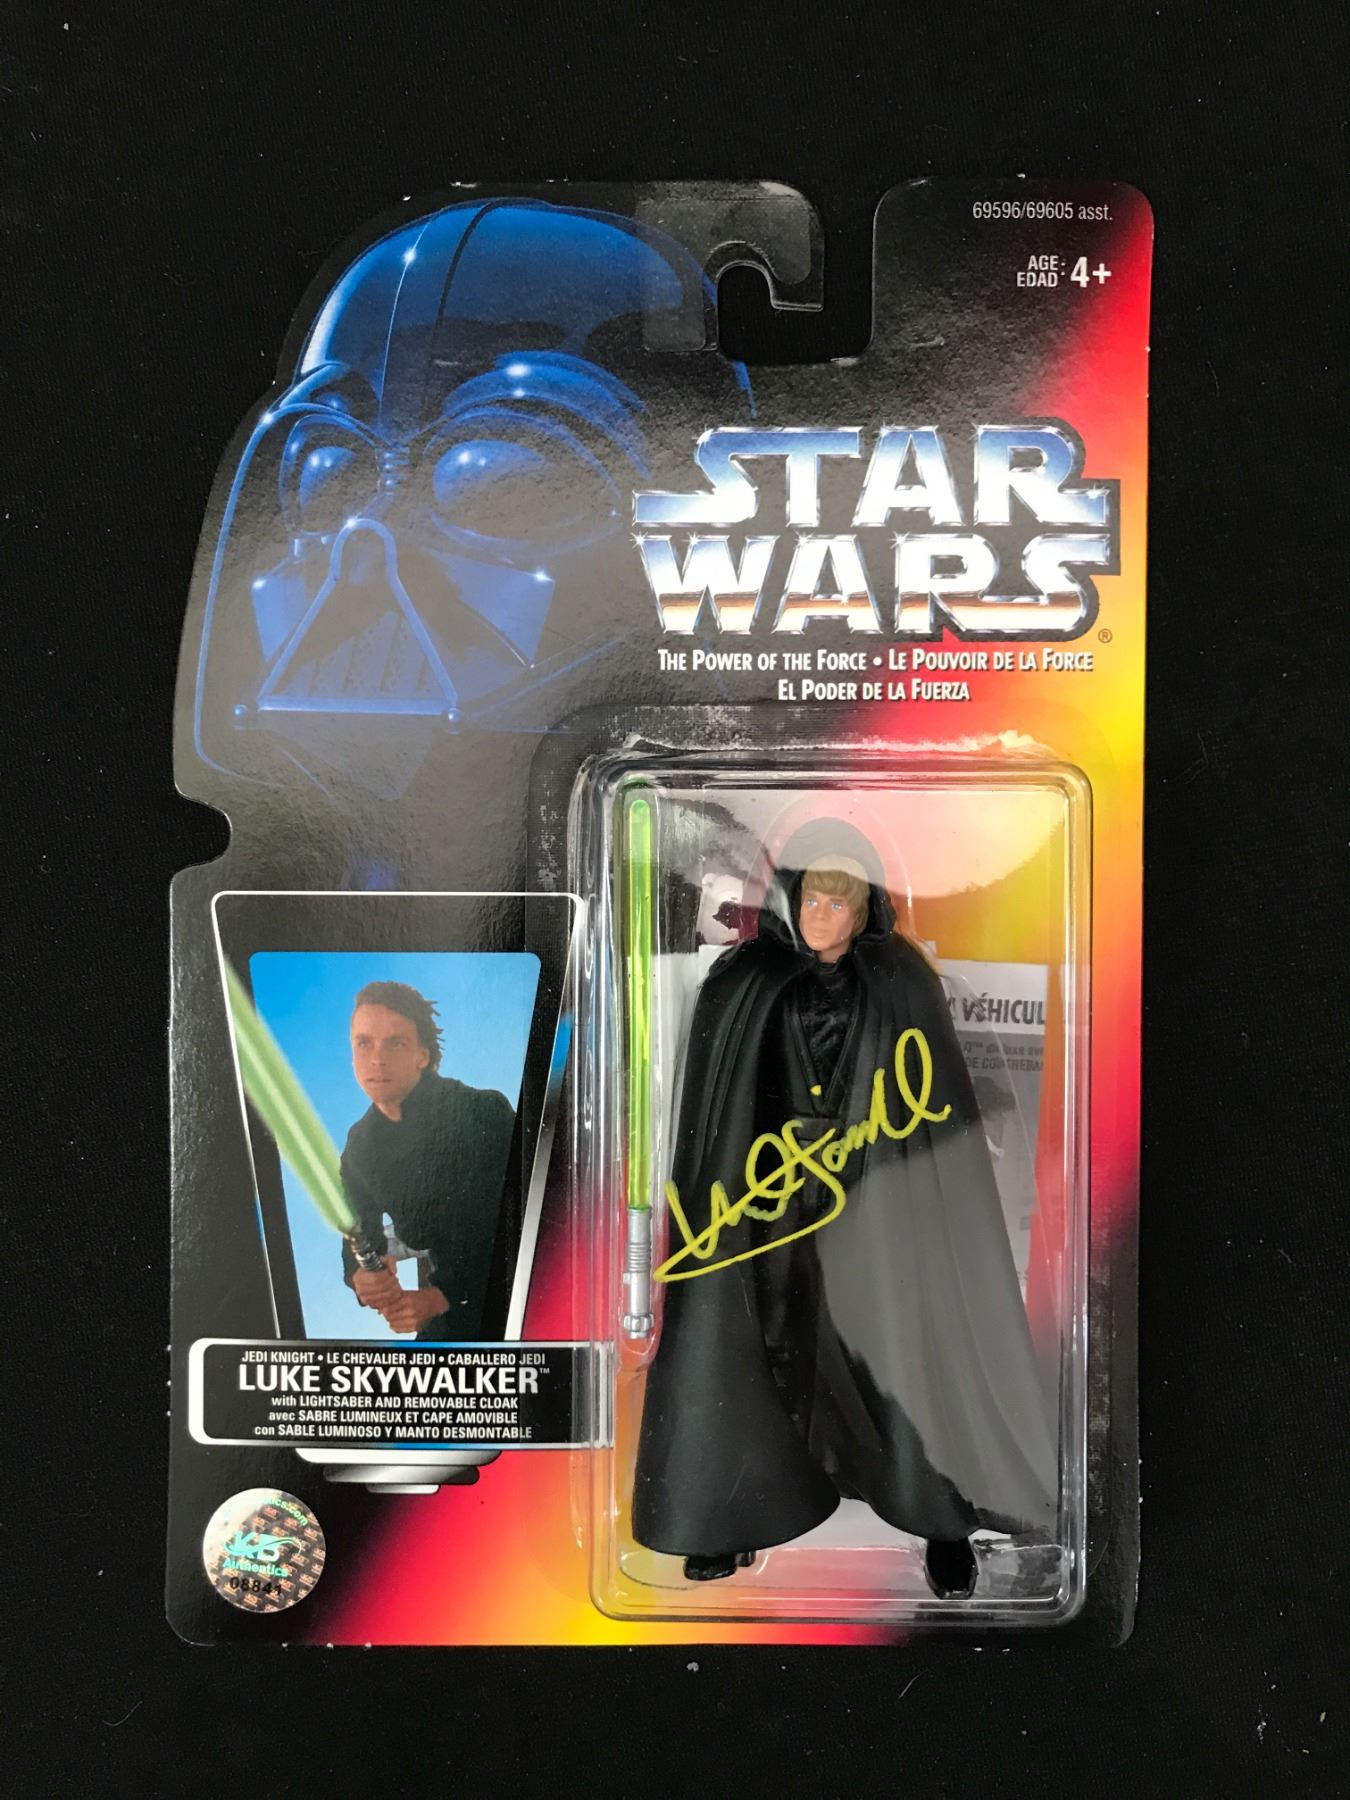 69596/69605 asst.
AGE:
EDAD:
4+
STAR
WARS®
THE POWER OF THE FORCE • LE POUVOIR DE LA FORCE
EL PODER DE LA FUERZA
VÉHICUL
JEDI KNIGHT • LE CHEVALIER JEDI • CABALLERO JEDI
LUKE SKYWALKER™
with LIGHTSABER AND REMOVABLE CLOAK
avec SABRE LUMINEUX ET CAPE AMOVIBLE
con SABLE LUMINOSO Y MANTO DESMONTABLE
KB
Authentics
08841